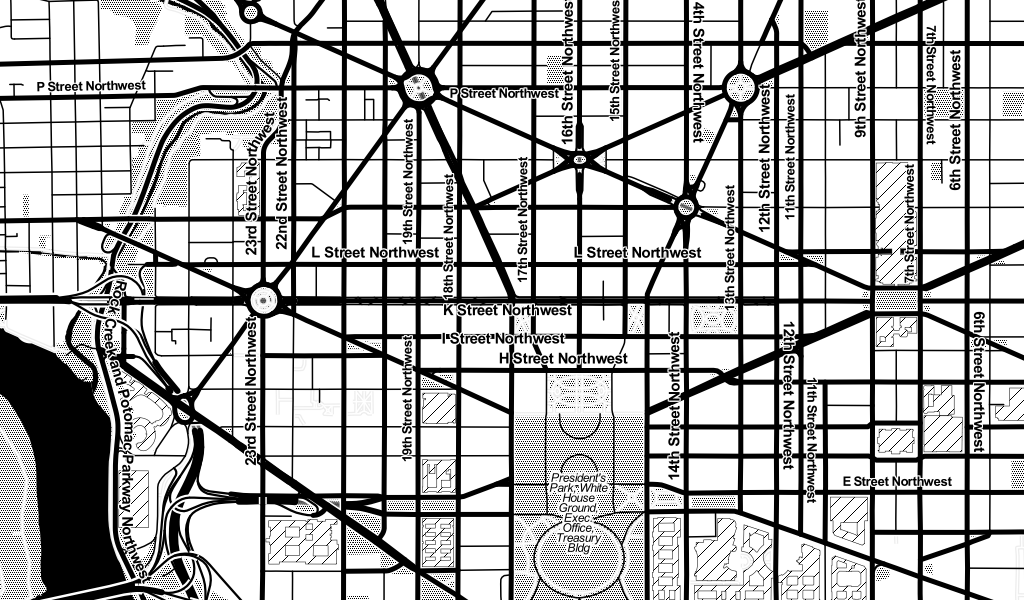 P Street Northwest
P Street Northwest
16th Street Northwest
15th Street Northwest
4th Street Northwest
9th Street Northwest
7th Street Northwest
69th Street Northwest
23rd Street Northwest
22nd Street Northwest
19th Street Northwest
18th Street Northwest
17th Street Northwest
13th Street Northwest
12th Street Northwest
11th Street Northwest
7th Street Northwest
L Street Northwest
L Street Northwest
K Street Northwest
I Street Northwest
H Street Northwest
Rock Creek and Potomac Parkway Northwest
23rd Street Northwest
19th Street Northwest
14th Street Northwest
12th Street Northwest
11th Street Northwest
6th Street Northwest
E Street Northwest
President's
Park; White
House
Ground,
Exec.
Office,
Treasury
Bldg